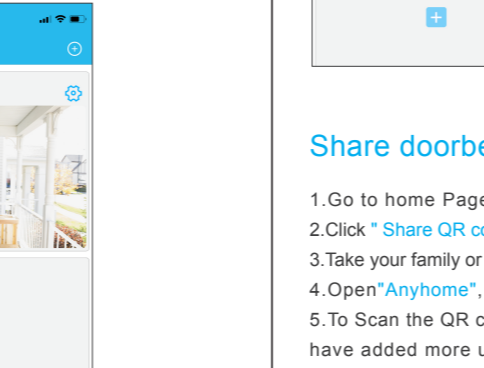 Share doorbe
1.Go to home Page
2.Click " Share QR co
3.Take your family or
4.Open"Anyhome",
5.To Scan the QR c
have added more u